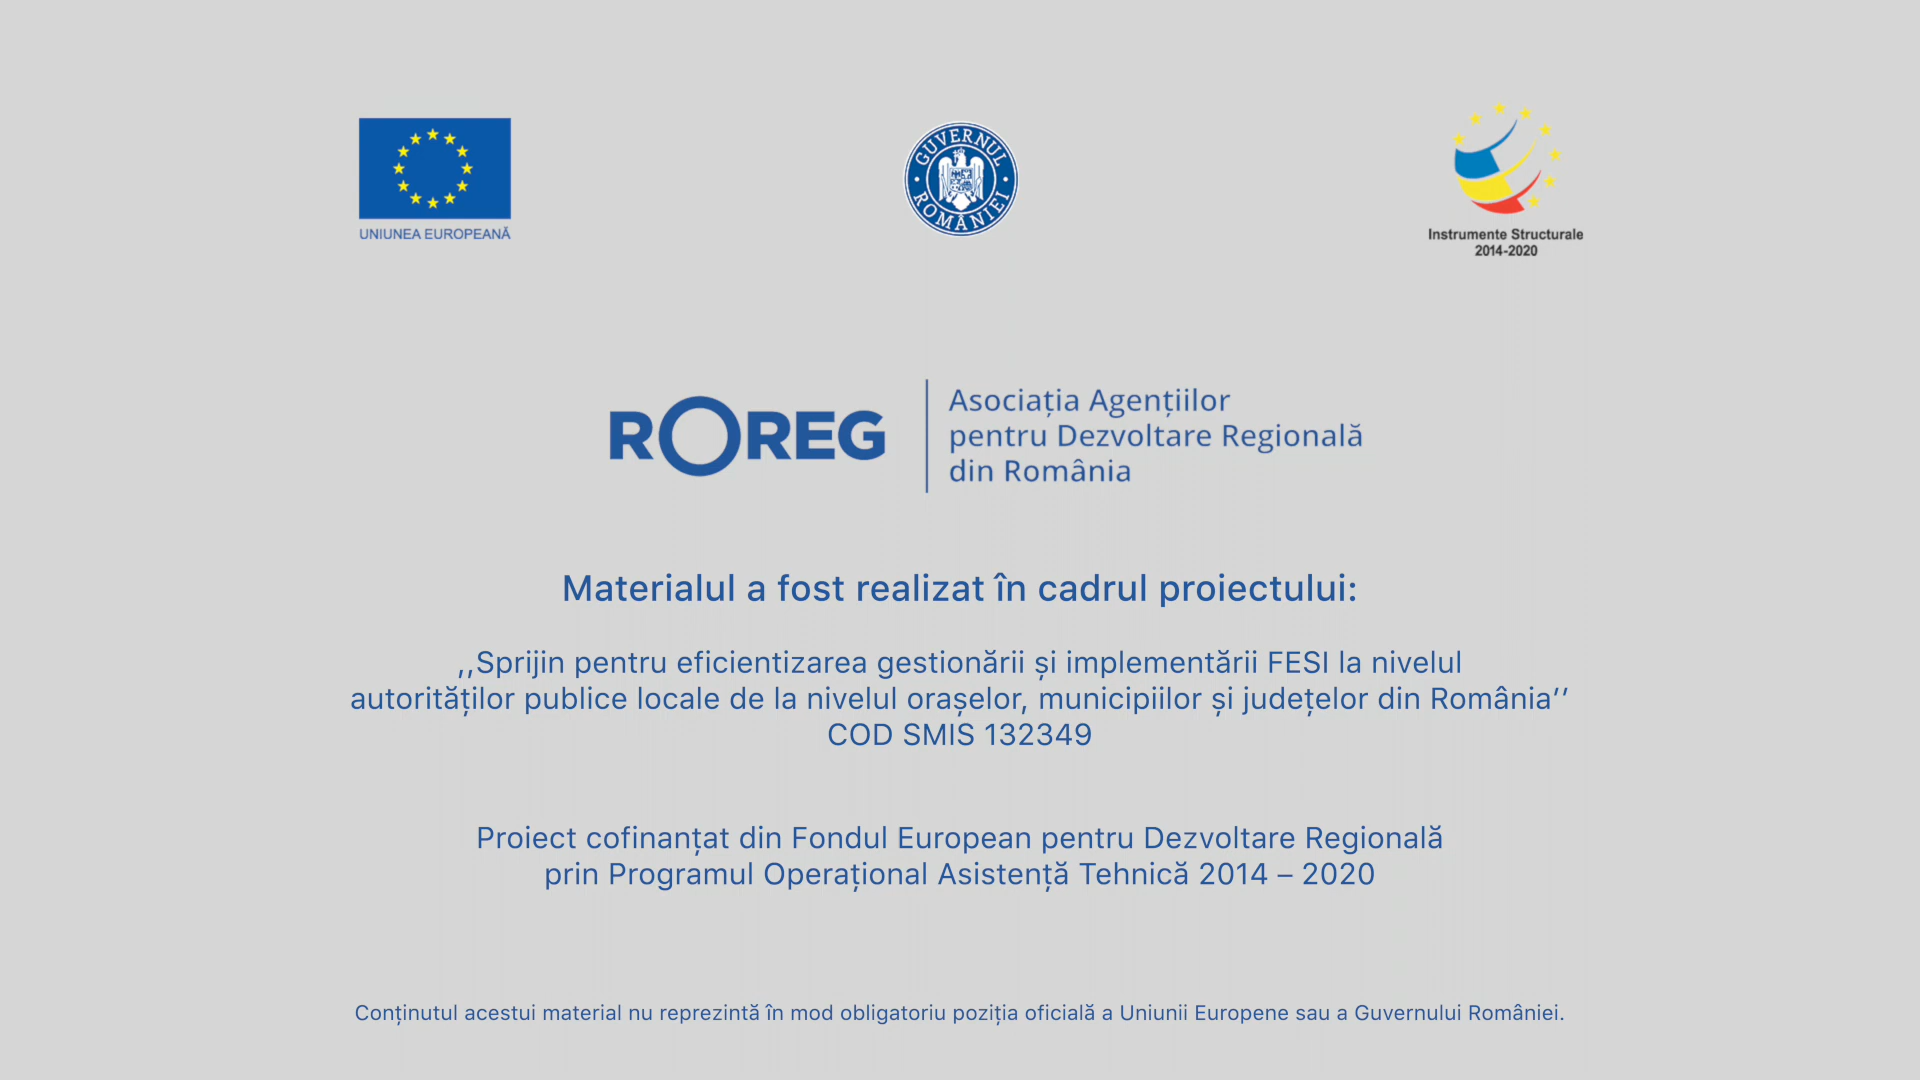 UNIUNEA EUROPEANĂ
GUVERNUL
ROMÂNIEI
Instrumente Structurale
2014-2020
ROREG
Asociația Agențiilor
pentru Dezvoltare Regională
din România
Materialul a fost realizat în cadrul proiectului:
,,Sprijin pentru eficientizarea gestionării și implementării FESI la nivelul
autorităților publice locale de la nivelul orașelor, municipiilor și județelor din România’’
COD SMIS 132349
Proiect cofinanțat din Fondul European pentru Dezvoltare Regională
prin Programul Operațional Asistență Tehnică 2014 – 2020
Conținutul acestui material nu reprezintă în mod obligatoriu poziția oficială a Uniunii Europene sau a Guvernului României.